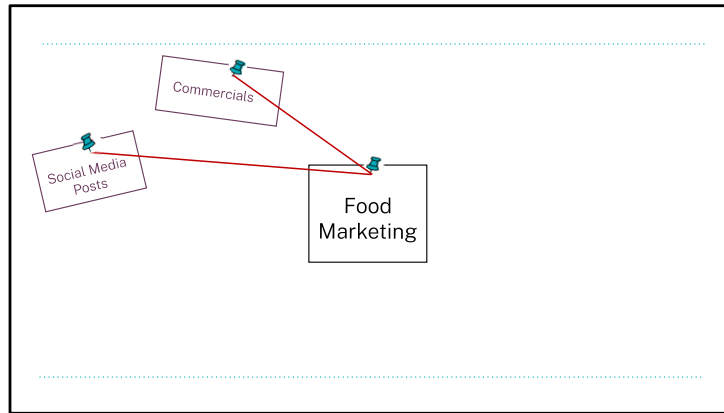 Commercials
Social Media
Posts
Food
Marketing